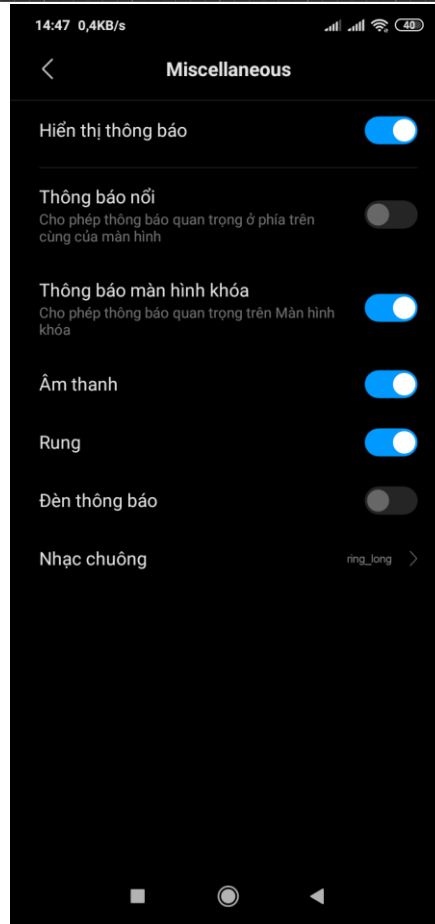 14:47 0,4KB/s 40
Miscellaneous
Hiển thị thông báo
Thông báo nổi
Cho phép thông báo quan trọng ở phía trên
cùng của màn hình
Thông báo màn hình khóa
Cho phép thông báo quan trọng trên Màn hình
khóa
Âm thanh
Rung
Đèn thông báo
Nhạc chuông ring_long